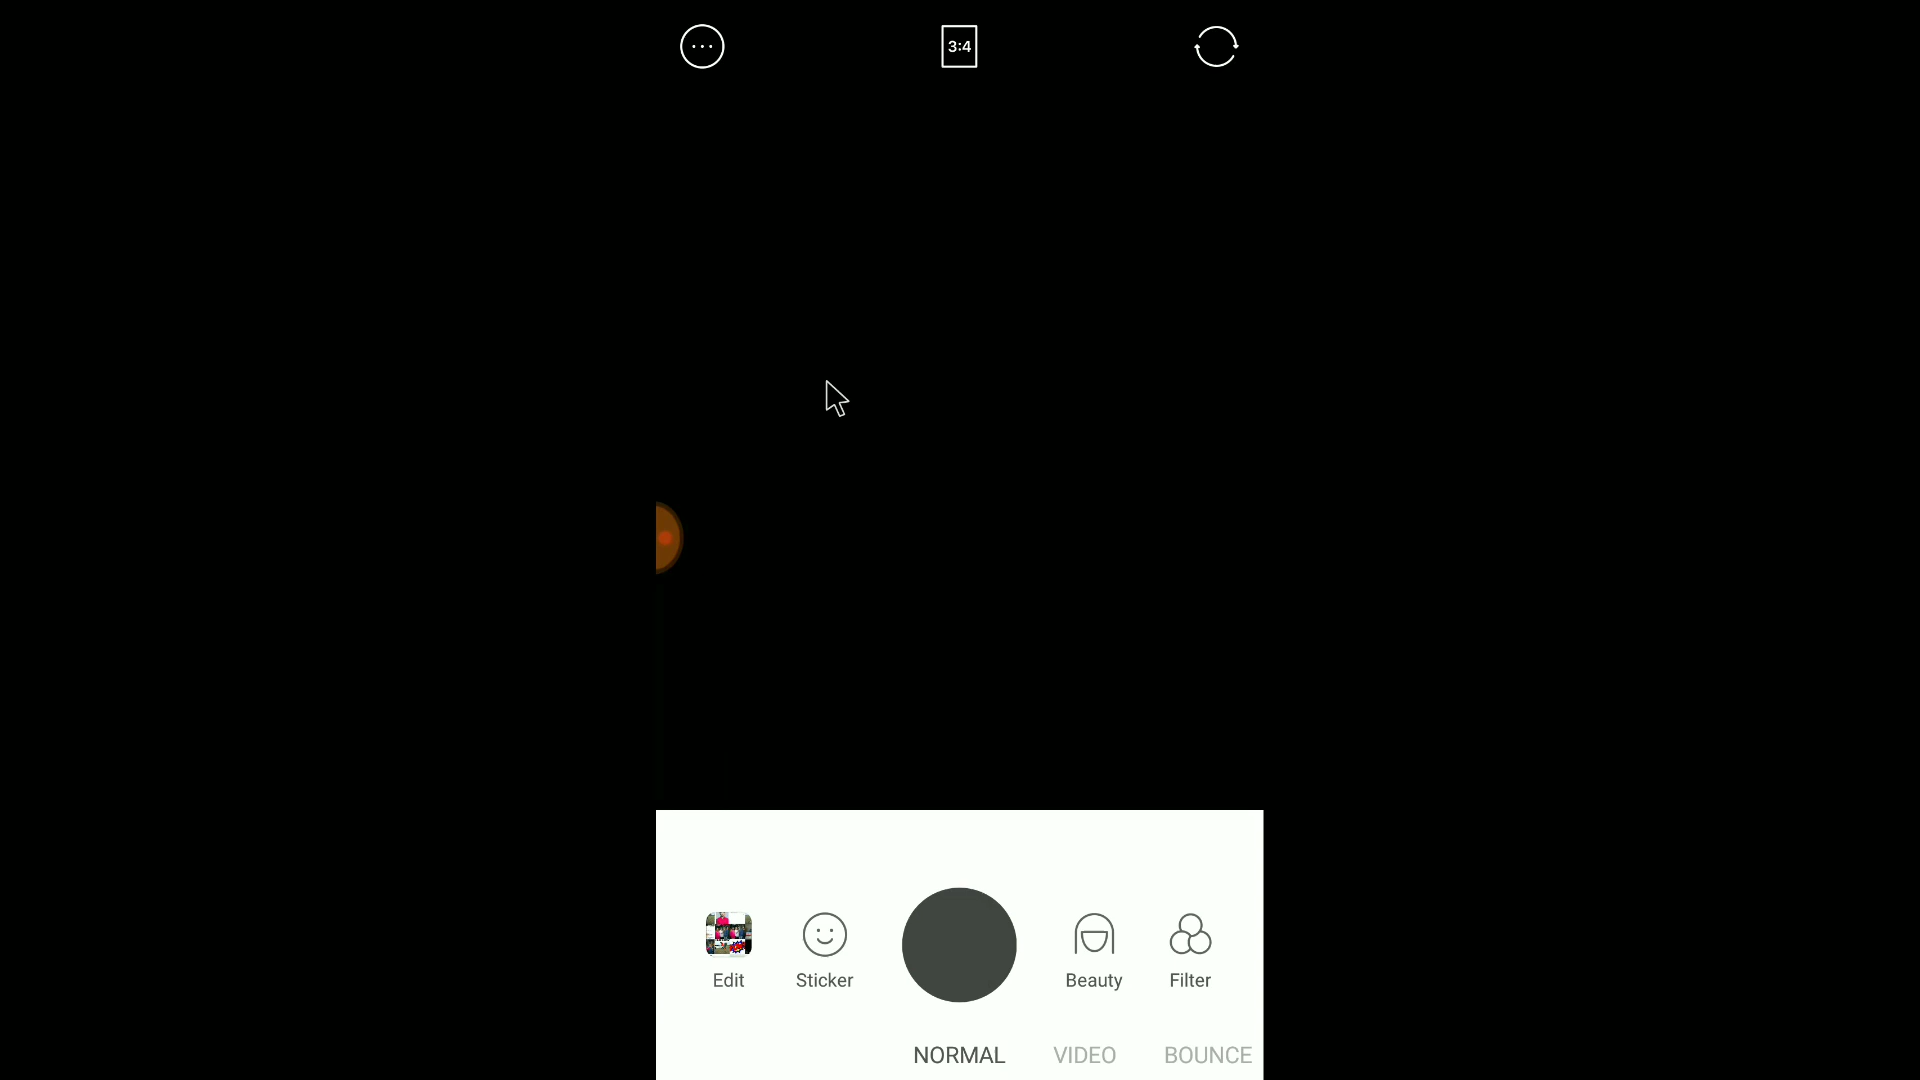 3:4
Edit
Sticker
Beauty
Filter
NORMAL
VIDEO
BOUNCE